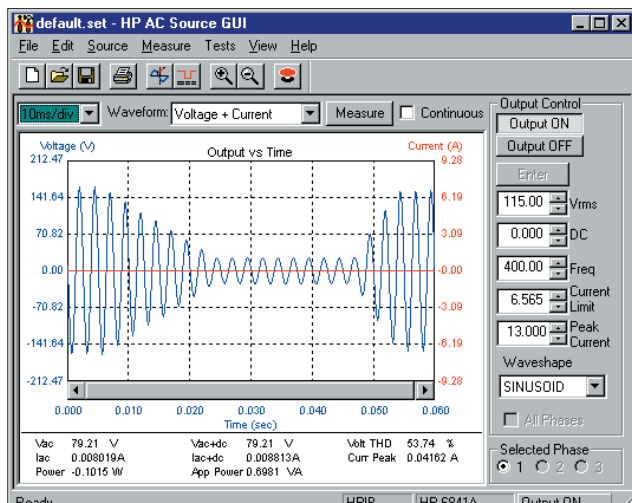 default.set - HP AC Source GUI
File Edit Source Measure Tests View Help
10ms/div Waveform: Voltage + Current Measure Continuous
Voltage (V) Output vs Time Current (A)
212.47 9.28
141.64 6.19
70.82 3.09
0.00 -0.00
-70.82 -3.09
-141.64 -6.19
-212.47 -9.28
0.000 0.010 0.020 0.030 0.040 0.050 0.060
Time (sec)
Vac 79.21 V Vac+dc 79.21 V Volt THD 53.74 %
Iac 0.008019A Iac+dc 0.008813A Curr Peak 0.04162 A
Power -0.1015 W App Power 0.6981 VA
Output Control
Output ON
Output OFF
Enter
115.00 Vrms
0.000 DC
400.00 Freq
6.565 Current Limit
13.000 Peak Current
Waveshape
SINUSOID
All Phases
Selected Phase
1 2 3
Ready HPIB HP 6841A Output ON